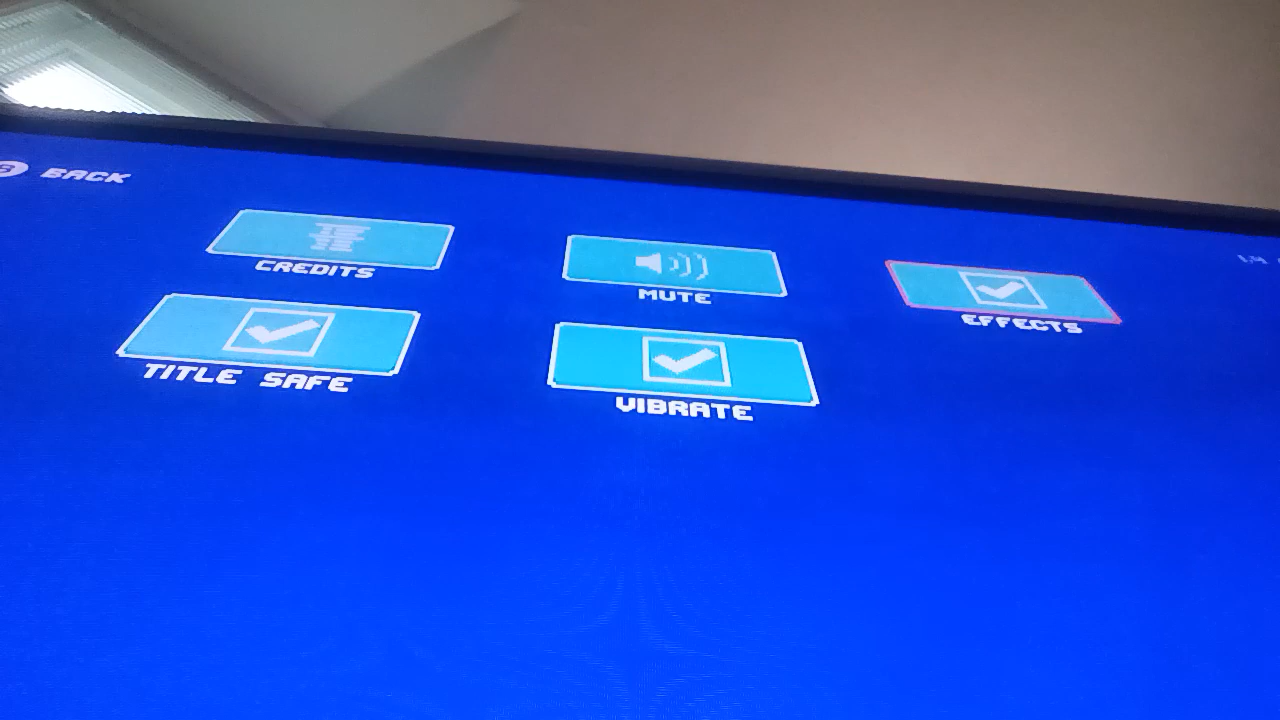 BACK
CREDITS
MUTE
EFFECTS
TITLE SAFE
VIBRATE